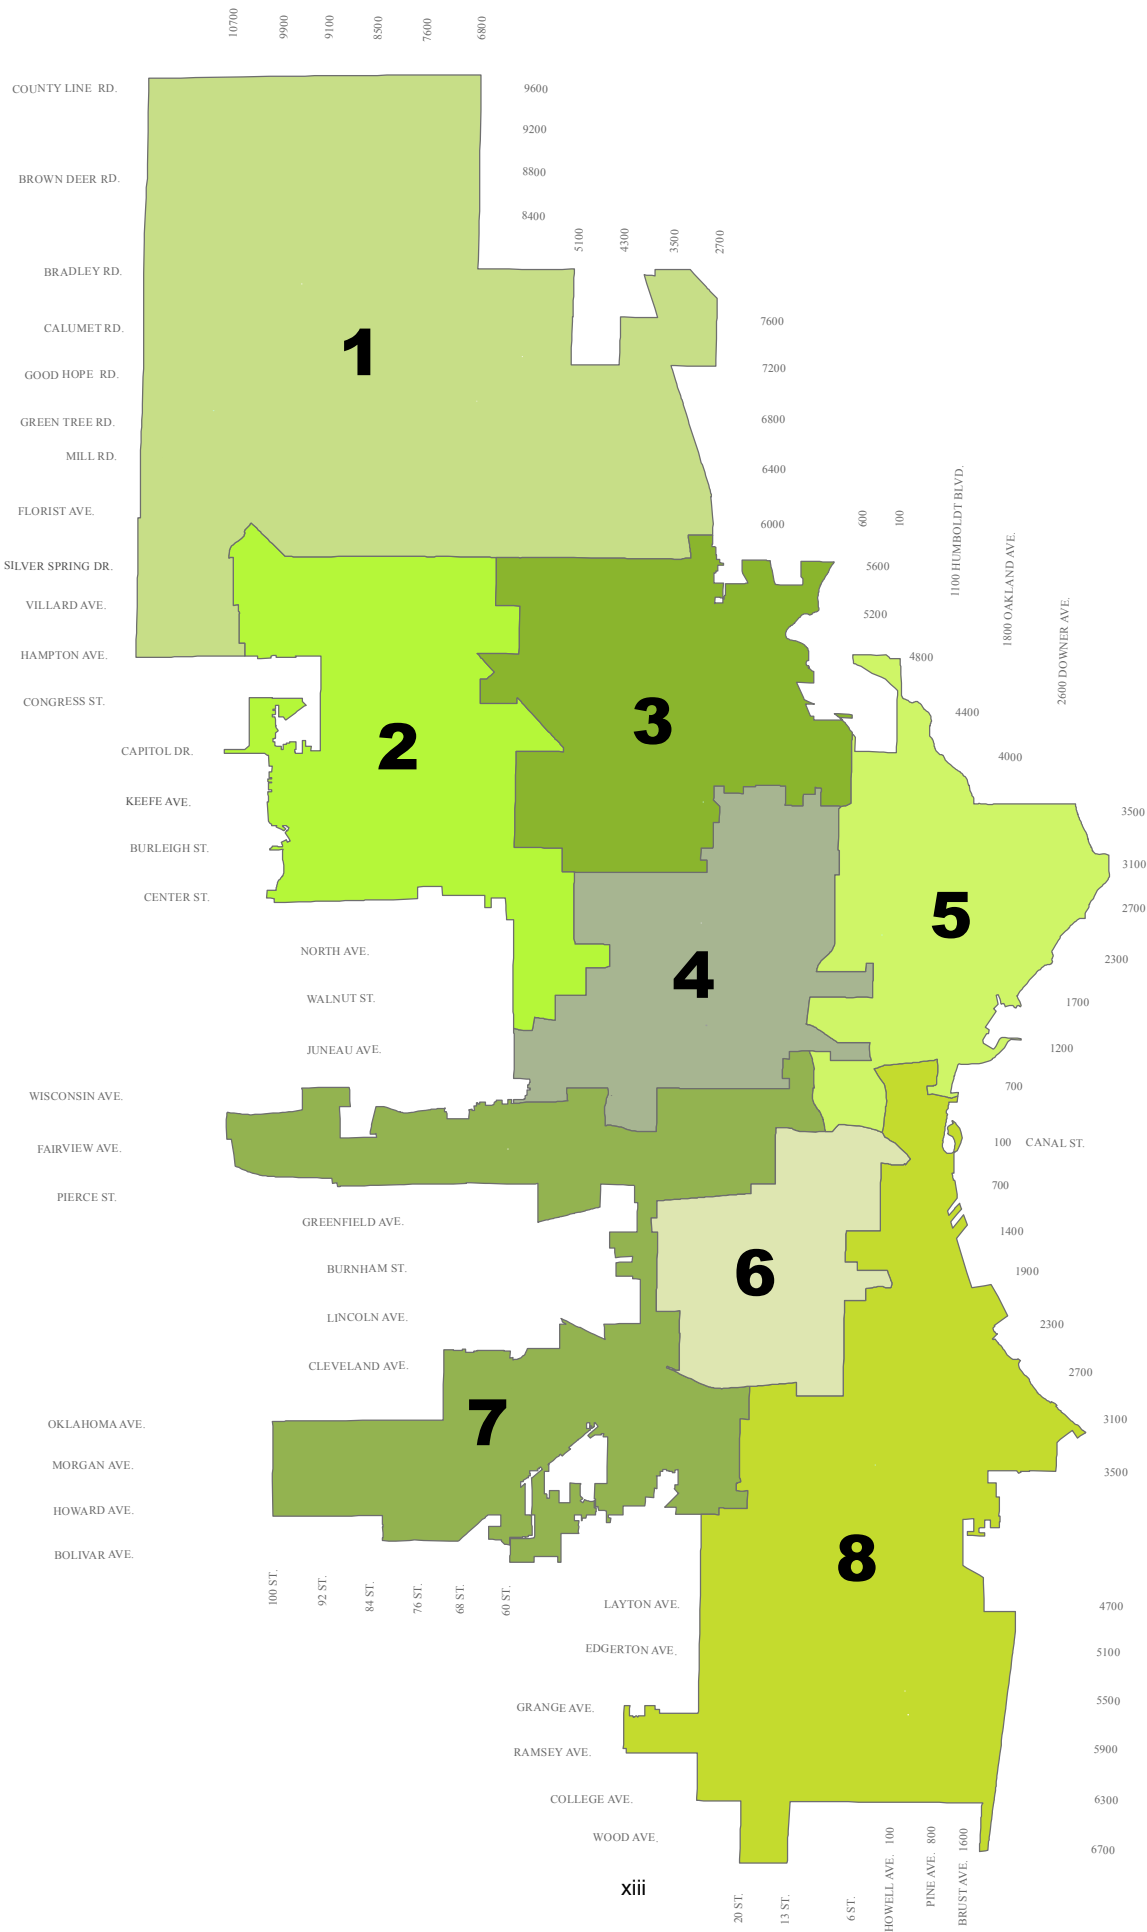 10700
9900
9100
8500
7600
6800
COUNTY LINE RD.
9600
9200
BROWN DEER RD.
8800
8400
5100
4300
3500
2700
BRADLEY RD.
CALUMET RD.
7600
1
GOOD HOPE RD.
7200
GREEN TREE RD.
6800
MILL RD.
6400
FLORIST AVE.
6000
600
100
1100 HUMBOLDT BLVD.
1800 OAKLAND AVE.
2600 DOWNER AVE.
SILVER SPRING DR.
5600
VILLARD AVE.
5200
HAMPTON AVE.
4800
CONGRESS ST.
4400
3
2
CAPITOL DR.
4000
KEEFE AVE.
3500
BURLEIGH ST.
3100
CENTER ST.
2700
5
NORTH AVE.
2300
4
WALNUT ST.
1700
JUNEAU AVE.
1200
WISCONSIN AVE.
700
FAIRVIEW AVE.
100 CANAL ST.
PIERCE ST.
700
GREENFIELD AVE.
1400
BURNHAM ST.
1900
6
LINCOLN AVE.
2300
CLEVELAND AVE.
2700
7
OKLAHOMA AVE.
3100
MORGAN AVE.
3500
HOWARD AVE.
BOLIVAR AVE.
8
100 ST.
92 ST.
84 ST.
76 ST.
68 ST.
60 ST.
LAYTON AVE.
4700
EDGERTON AVE.
5100
GRANGE AVE.
5500
RAMSEY AVE.
5900
COLLEGE AVE.
6300
WOOD AVE.
6700
20 ST.
13 ST.
6 ST.
HOWELL AVE. 100
PINE AVE. 800
BRUST AVE. 1600
xiii